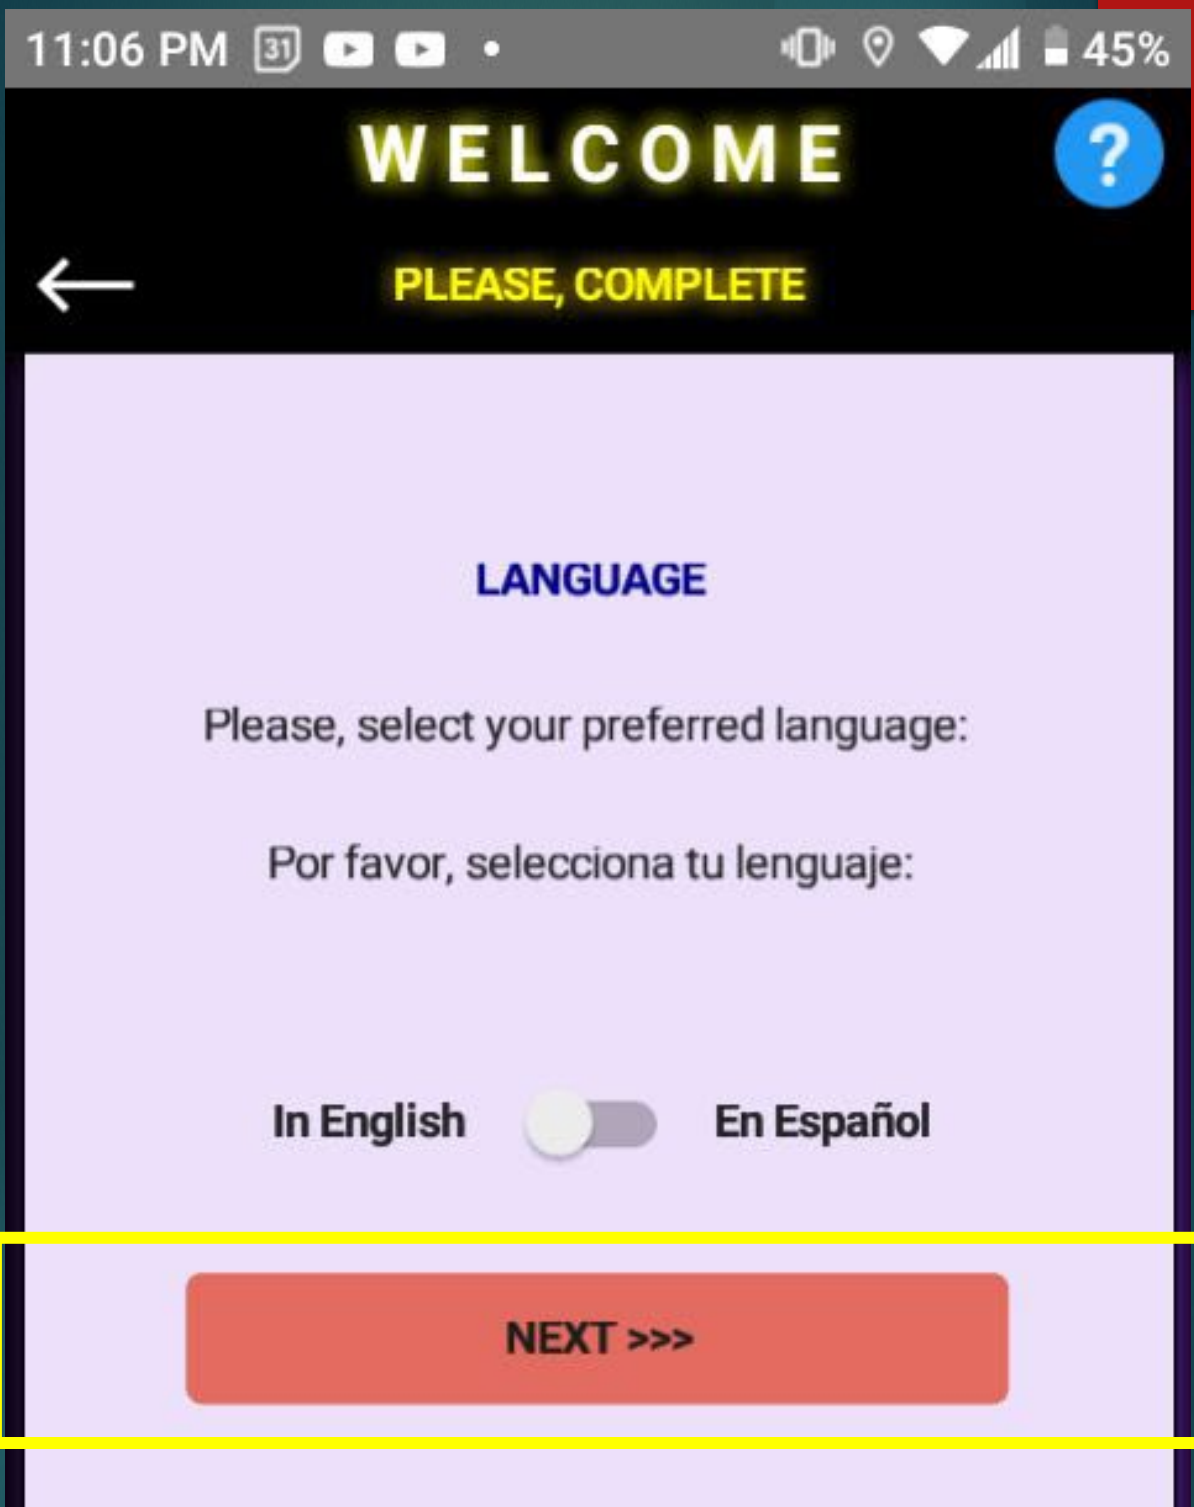 11:06 PM 31 45%
WELCOME ?
PLEASE, COMPLETE
LANGUAGE
Please, select your preferred language:
Por favor, selecciona tu lenguaje:
In English En Español
NEXT >>>